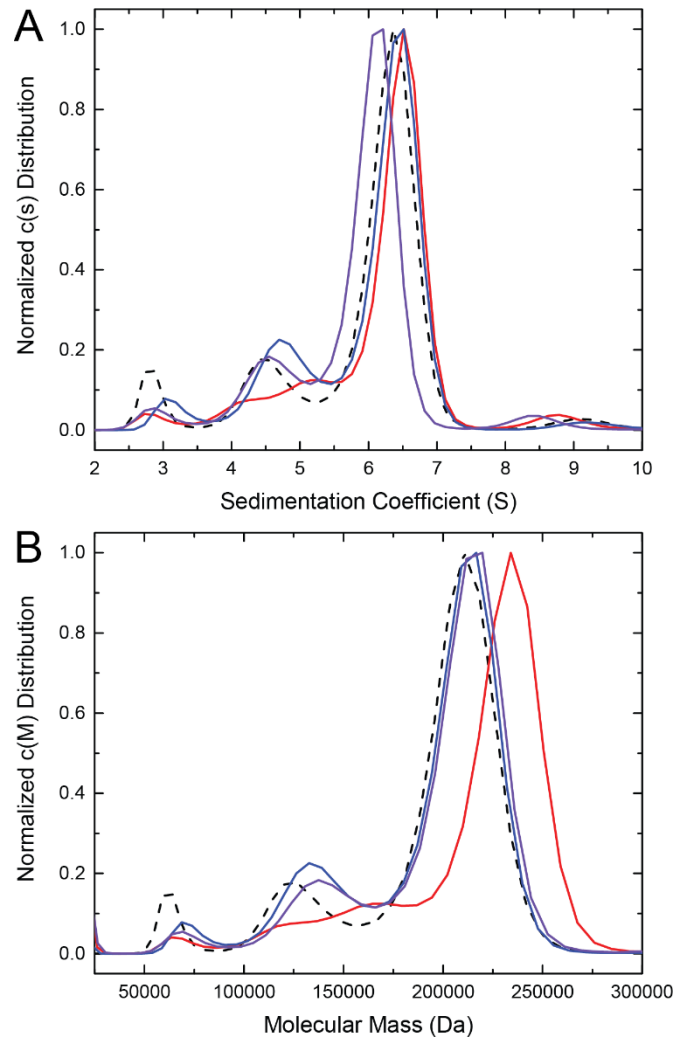 A
Normalized c(s) Distribution
1.0
0.8
0.6
0.4
0.2
0.0
2 3 4 5 6 7 8 9 10
Sedimentation Coefficient (S)
B
Normalized c(M) Distribution
1.0
0.8
0.6
0.4
0.2
0.0
50000 100000 150000 200000 250000 300000
Molecular Mass (Da)